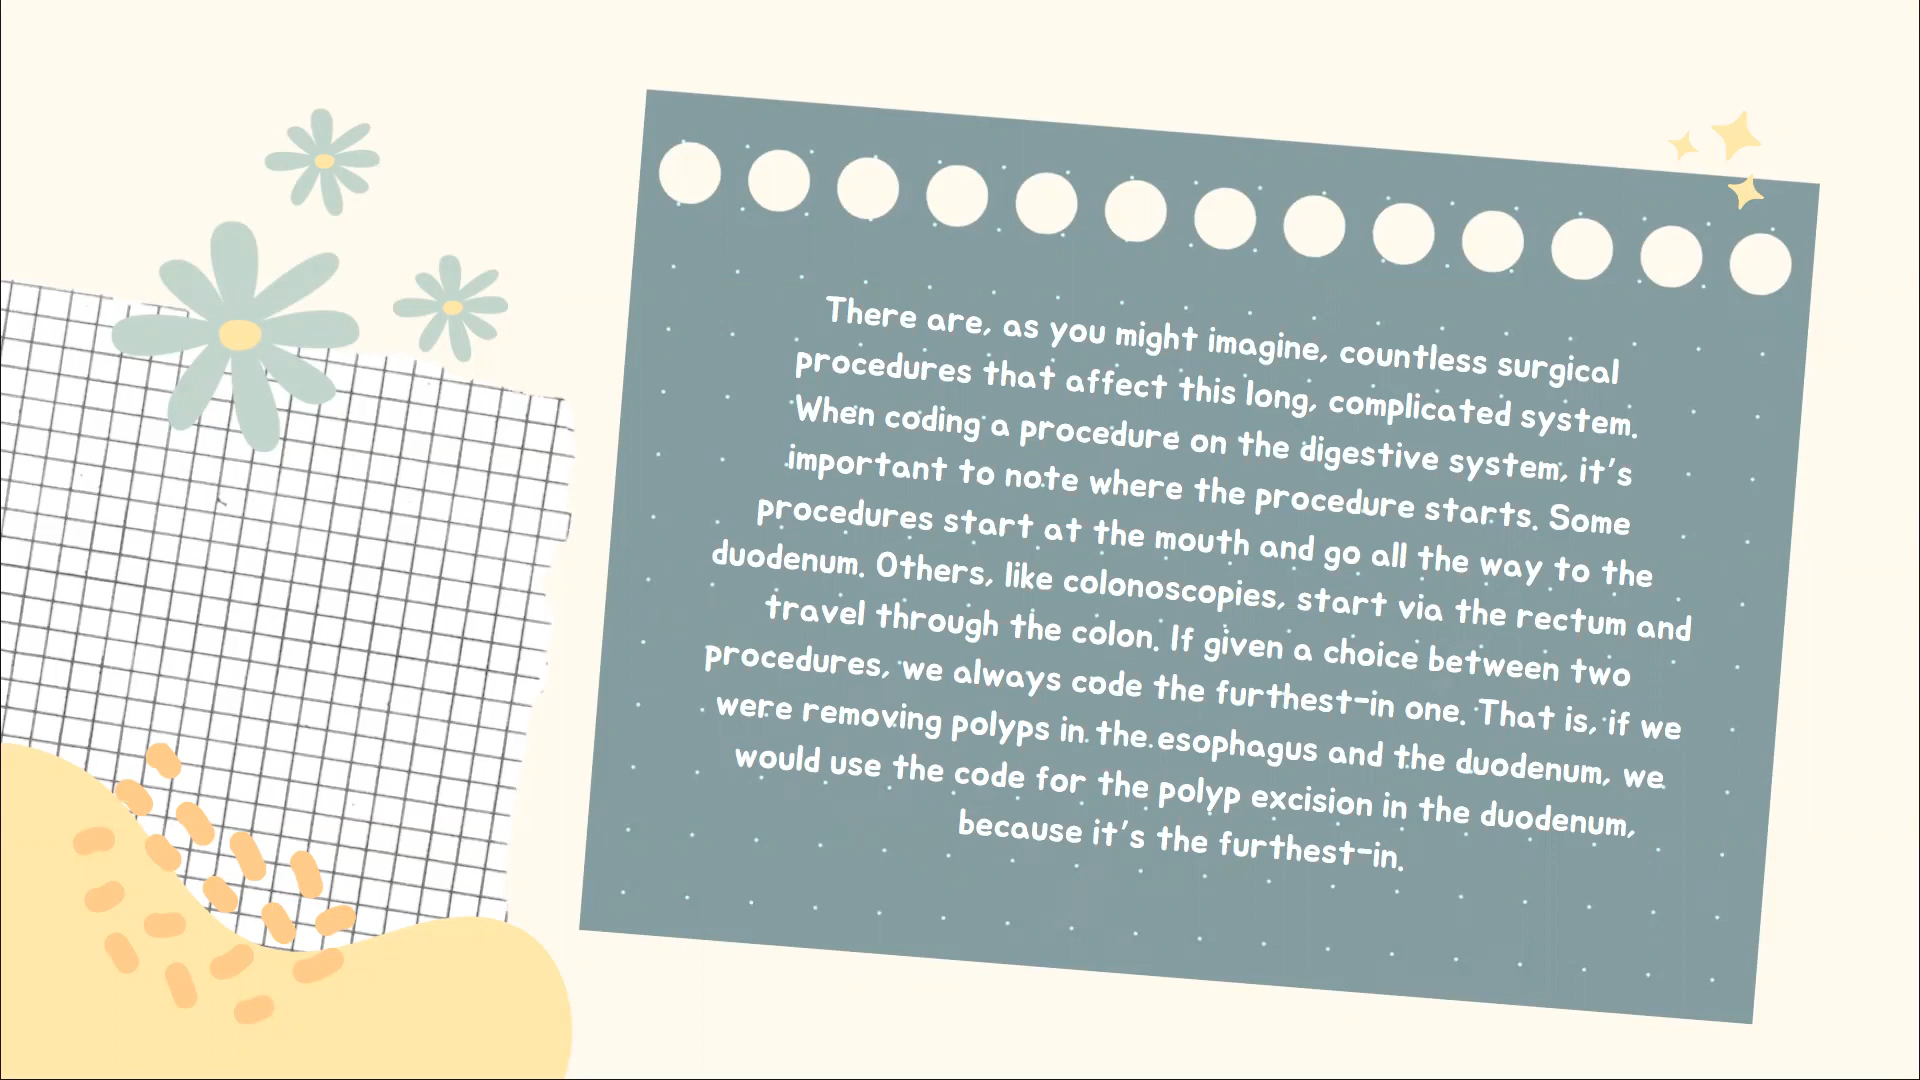 There are, as you might imagine, countless surgical
procedures that affect this long, complicated system.
When coding a procedure on the digestive system, it's
important to note where the procedure starts. Some
procedures start at the mouth and go all the way to the
duodenum. Others, like colonoscopies, start via the rectum and
travel through the colon. If given a choice between two
procedures, we always code the furthest-in one. That is, if we
were removing polyps in the esophagus and the duodenum, we
would use the code for the polyp excision in the duodenum,
because it's the furthest-in.